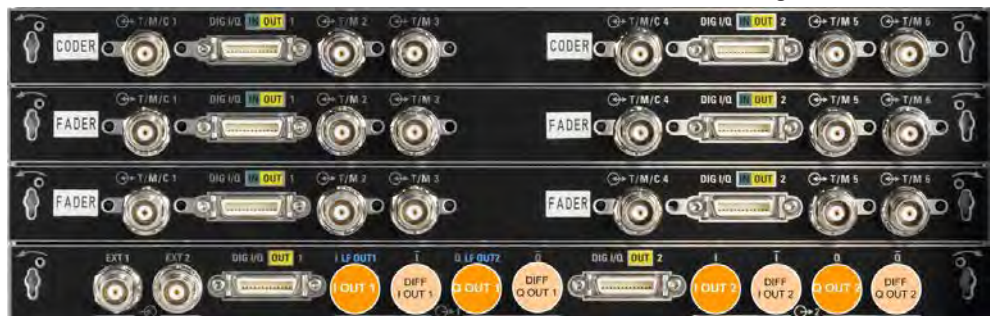 T/M/C 1 DIG I/Q IN OUT 1 T/M 2 T/M 3 T/M/C 4 DIG I/Q IN OUT 2 T/M 5 T/M 6
CODER CODER
T/M/C 1 DIG I/Q IN OUT 1 T/M 2 T/M 3 T/M/C 4 DIG I/Q IN OUT 2 T/M 5 T/M 6
FADER FADER
T/M/C 1 DIG I/Q IN OUT 1 T/M 2 T/M 3 T/M/C 4 DIG I/Q IN OUT 2 T/M 5 T/M 6
FADER FADER
EXT 1 EXT 2 DIG I/Q OUT 1 I LF OUT1 Ī Q LF OUT2 Q̄ DIG I/Q OUT 2 I Ī Q Q̄
I OUT 1 DIFF I OUT 1 Q OUT 1 DIFF Q OUT 1 I OUT 2 DIFF I OUT 2 Q OUT 2 DIFF Q OUT 2
1 2